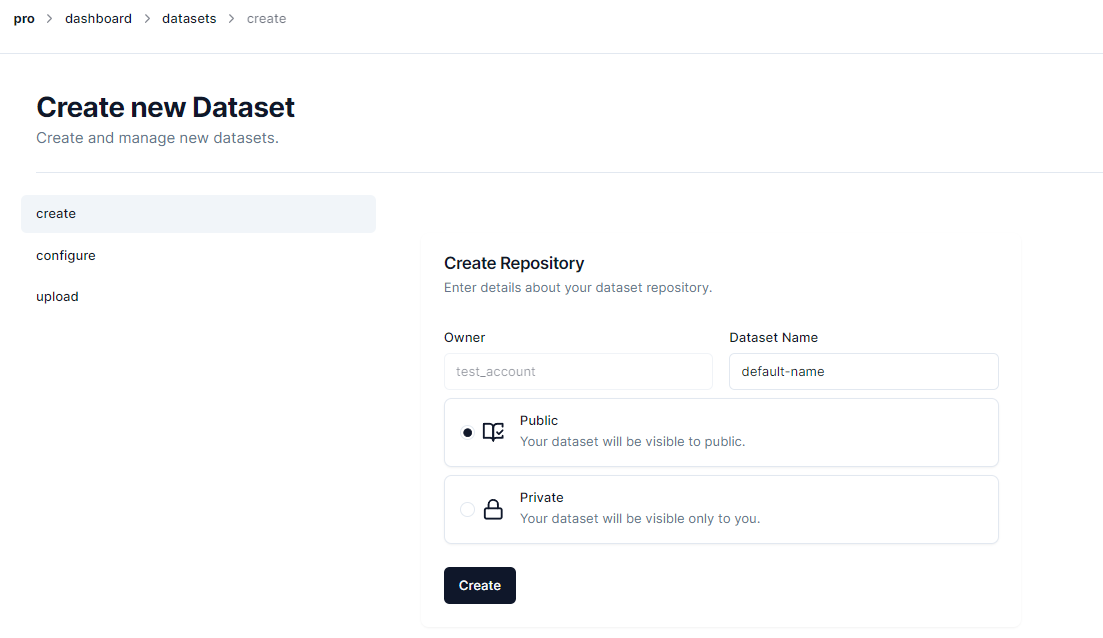 pro > dashboard > datasets > create
Create new Dataset
Create and manage new datasets.
create
configure
upload
Create Repository
Enter details about your dataset repository.
Owner
test_account
Dataset Name
default-name
Public
Your dataset will be visible to public.
Private
Your dataset will be visible only to you.
Create